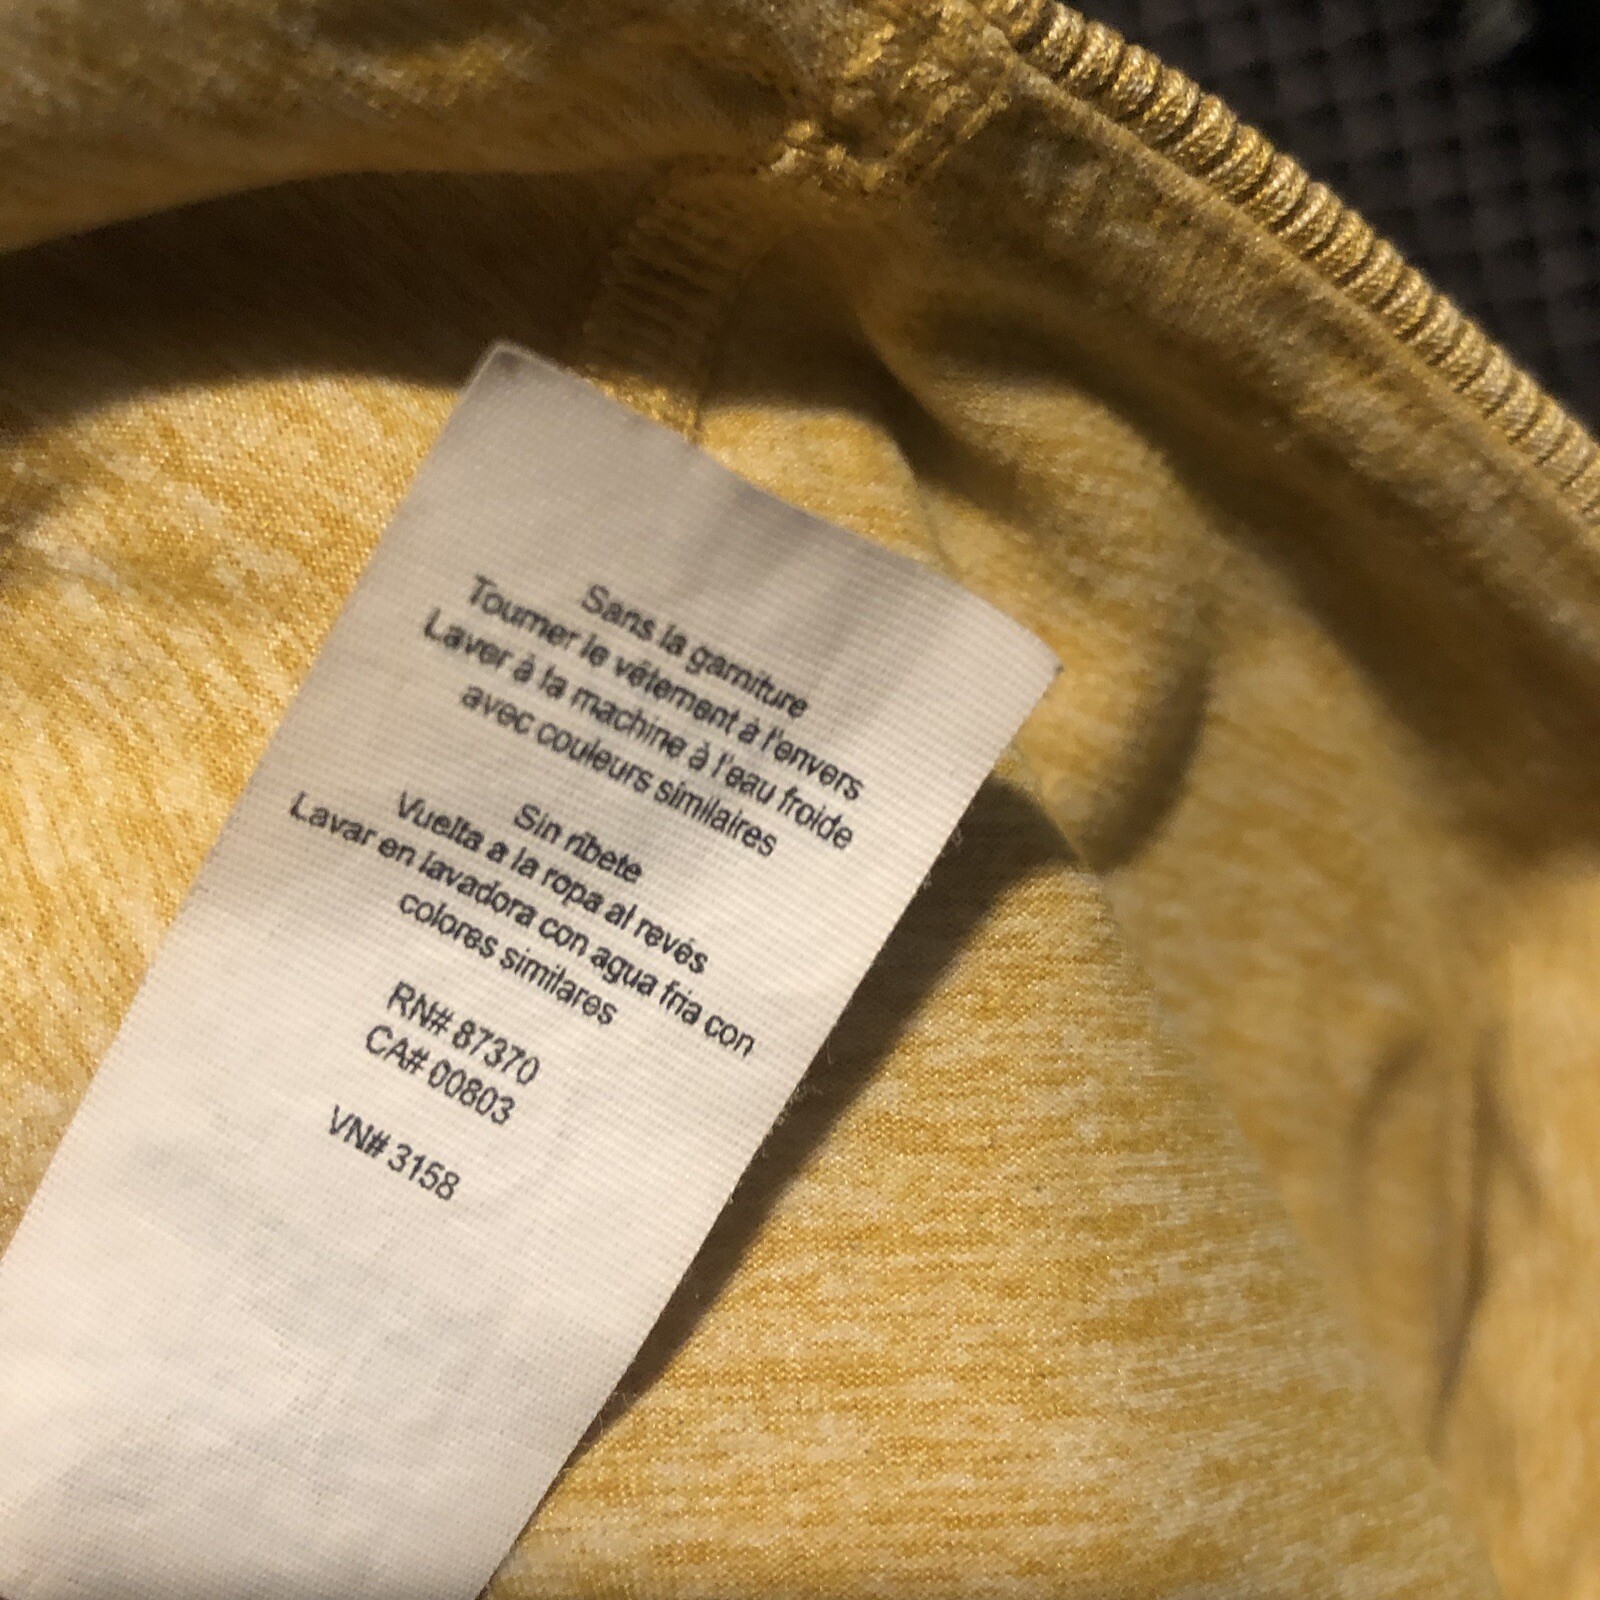 Sans la garniture
Tourner le vêtement à l'envers
Laver à la machine à l'eau froide
avec couleurs similaires
Sin ribete
Vuelta a la ropa al revés
Lavar en lavadora con agua fria con
colores similares
RN# 87370
CA# 00803
VN# 3158